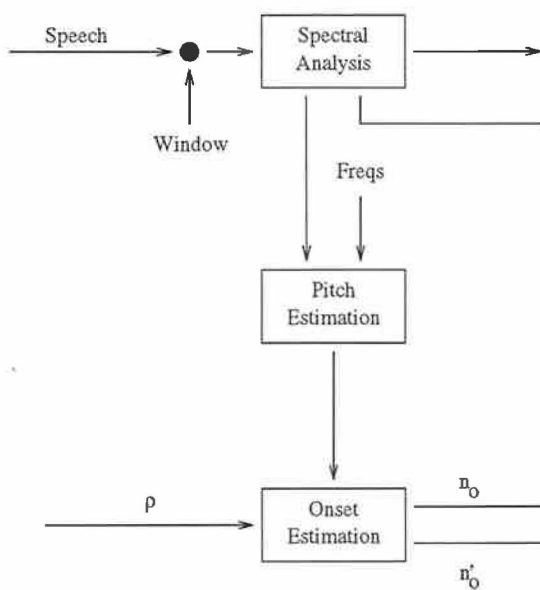 Speech
Spectral
Analysis
Window
Freqs
Pitch
Estimation
ρ
Onset
Estimation
n_o
n'_o